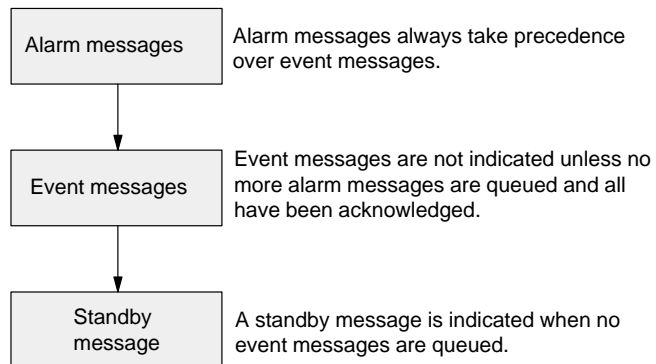 Alarm messages
Alarm messages always take precedence
over event messages.
Event messages
Event messages are not indicated unless no
more alarm messages are queued and all
have been acknowledged.
Standby
message
A standby message is indicated when no
event messages are queued.